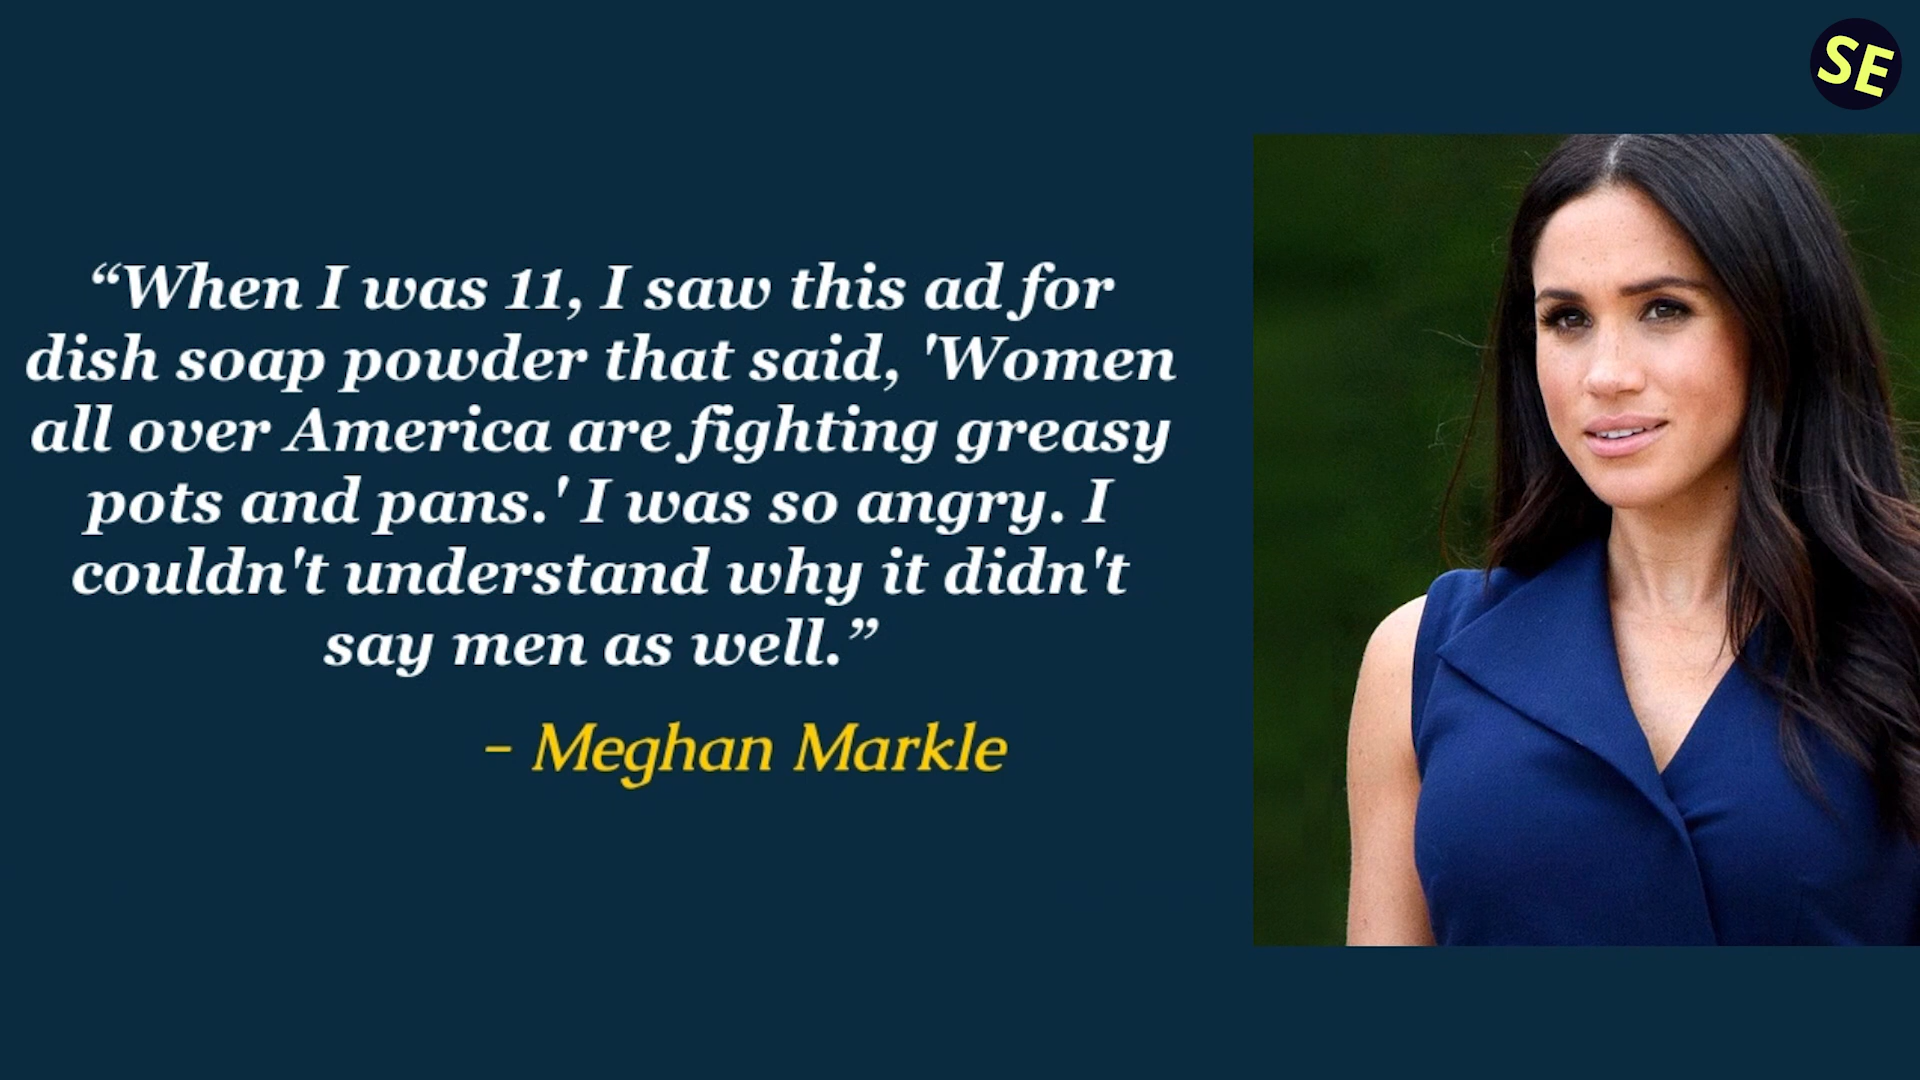 SE
“When I was 11, I saw this ad for
dish soap powder that said, 'Women
all over America are fighting greasy
pots and pans.' I was so angry. I
couldn't understand why it didn't
say men as well.”
- Meghan Markle